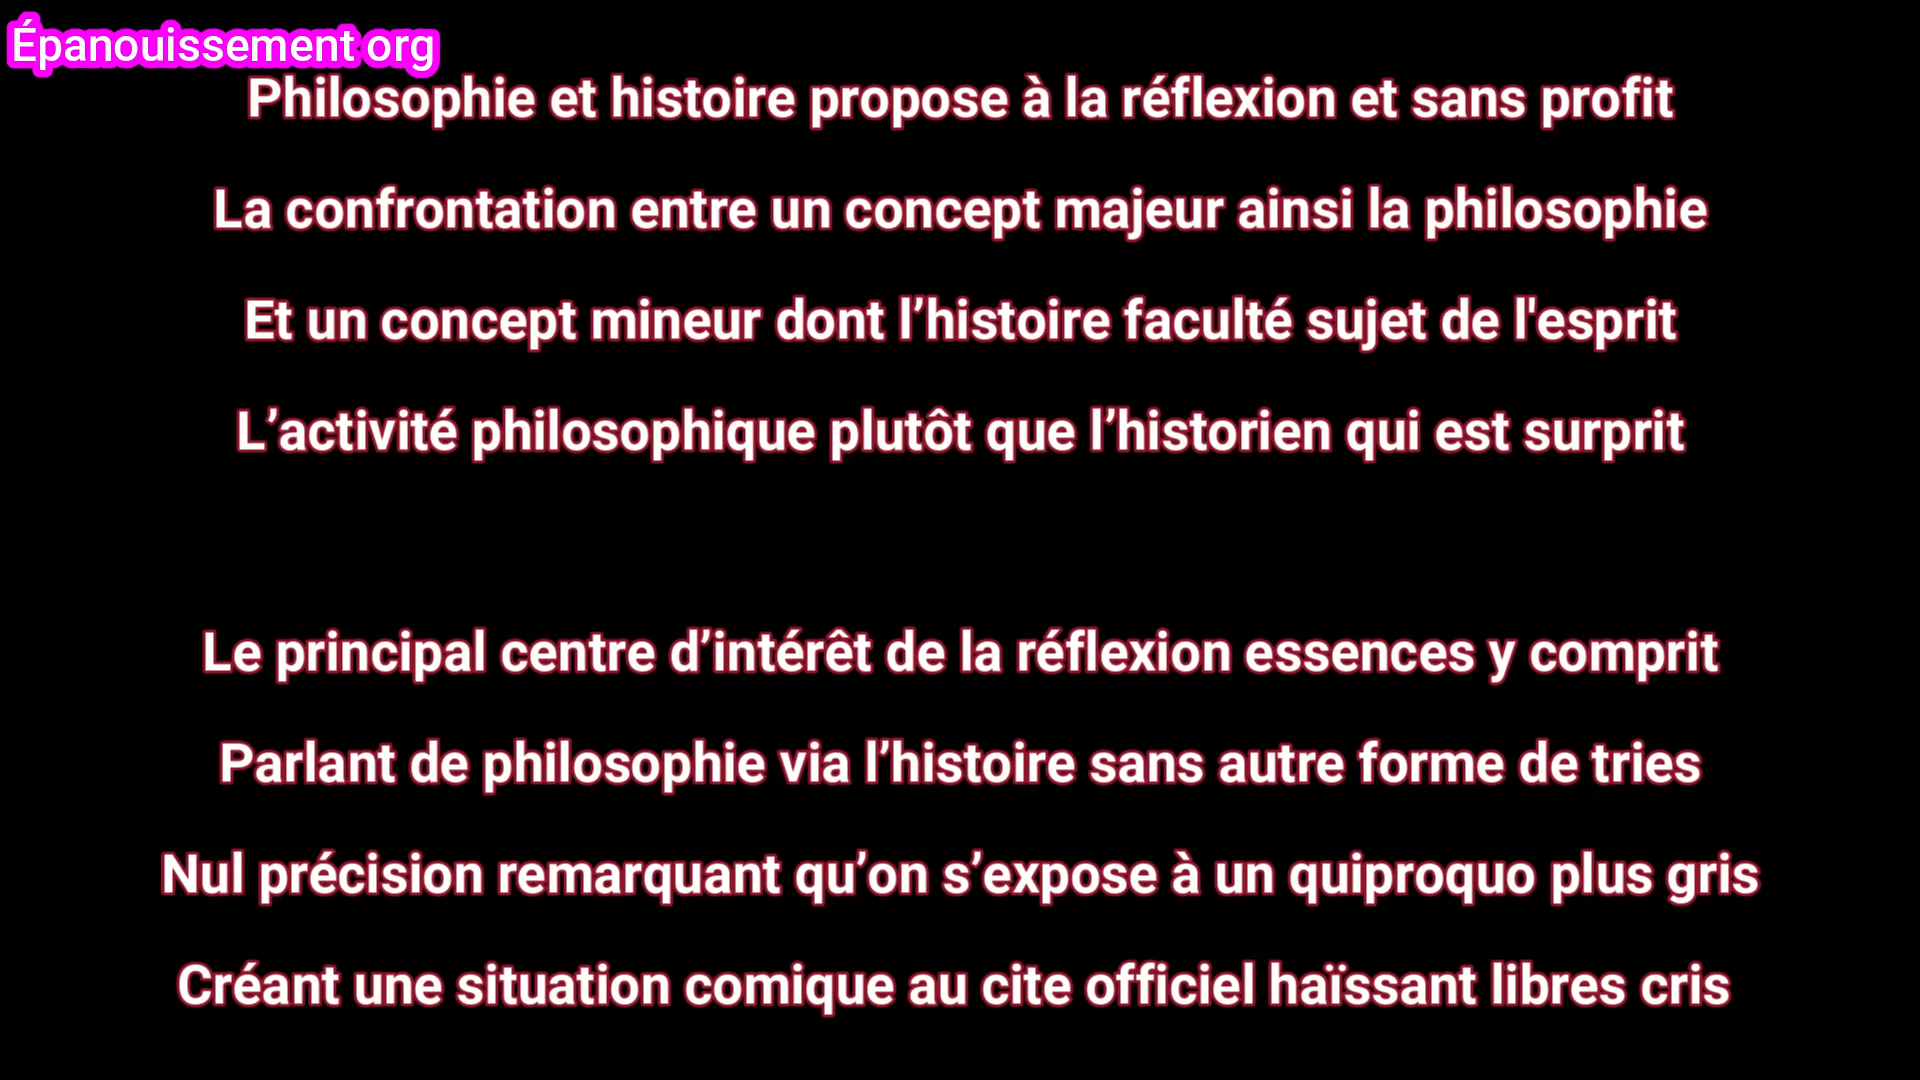 Épanouissement org
Philosophie et histoire propose à la réflexion et sans profit
La confrontation entre un concept majeur ainsi la philosophie
Et un concept mineur dont l’histoire faculté sujet de l'esprit
L’activité philosophique plutôt que l’historien qui est surprit
Le principal centre d’intérêt de la réflexion essences y comprit
Parlant de philosophie via l’histoire sans autre forme de tries
Nul précision remarquant qu’on s’expose à un quiproquo plus gris
Créant une situation comique au cite officiel haïssant libres cris